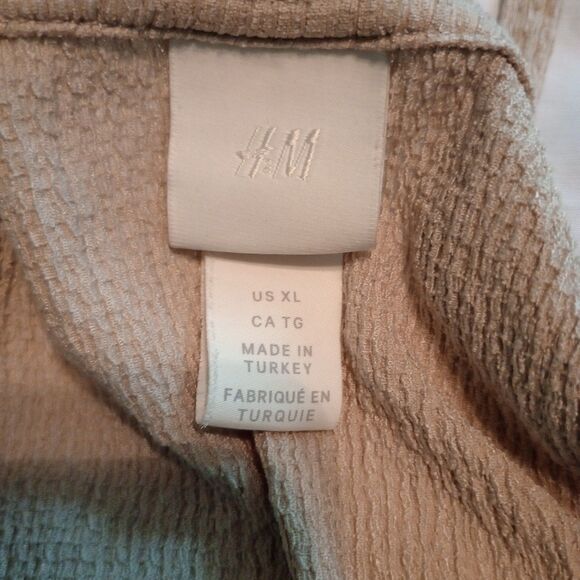 H&M
US XL
CA TG
MADE IN
TURKEY
FABRIQUÉ EN
TURQUIE